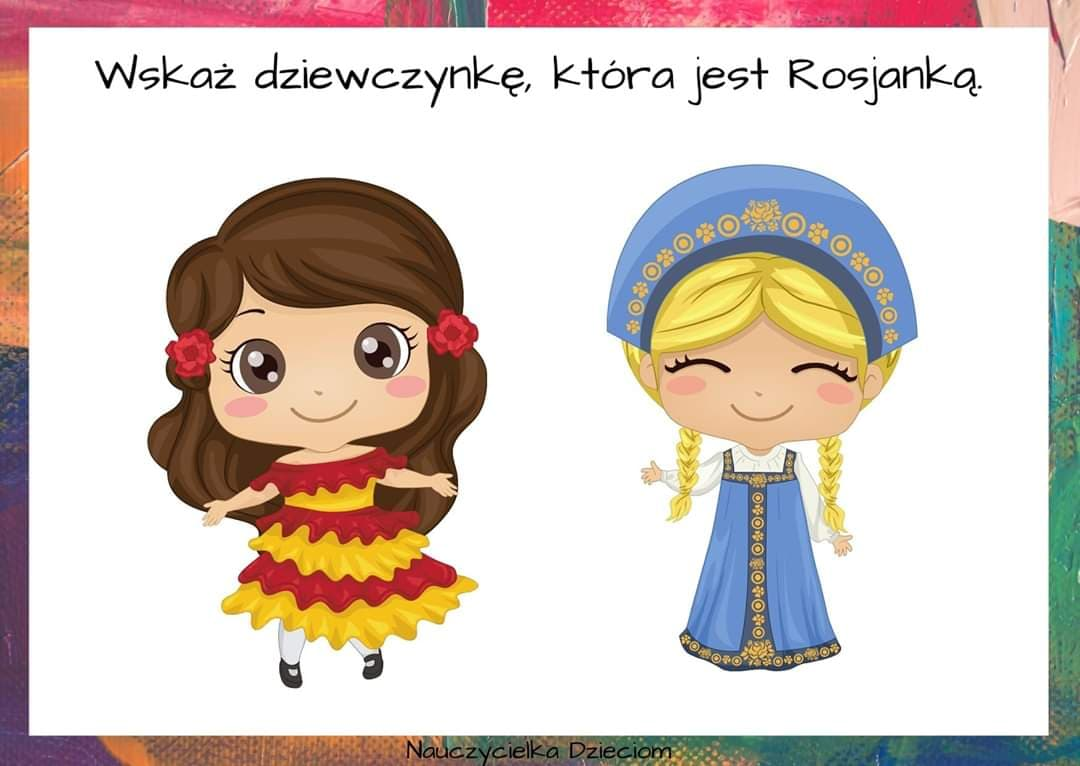 Wskaż dziewczynkę, która jest Rosjanką.
Nauczycielka Dzieciom